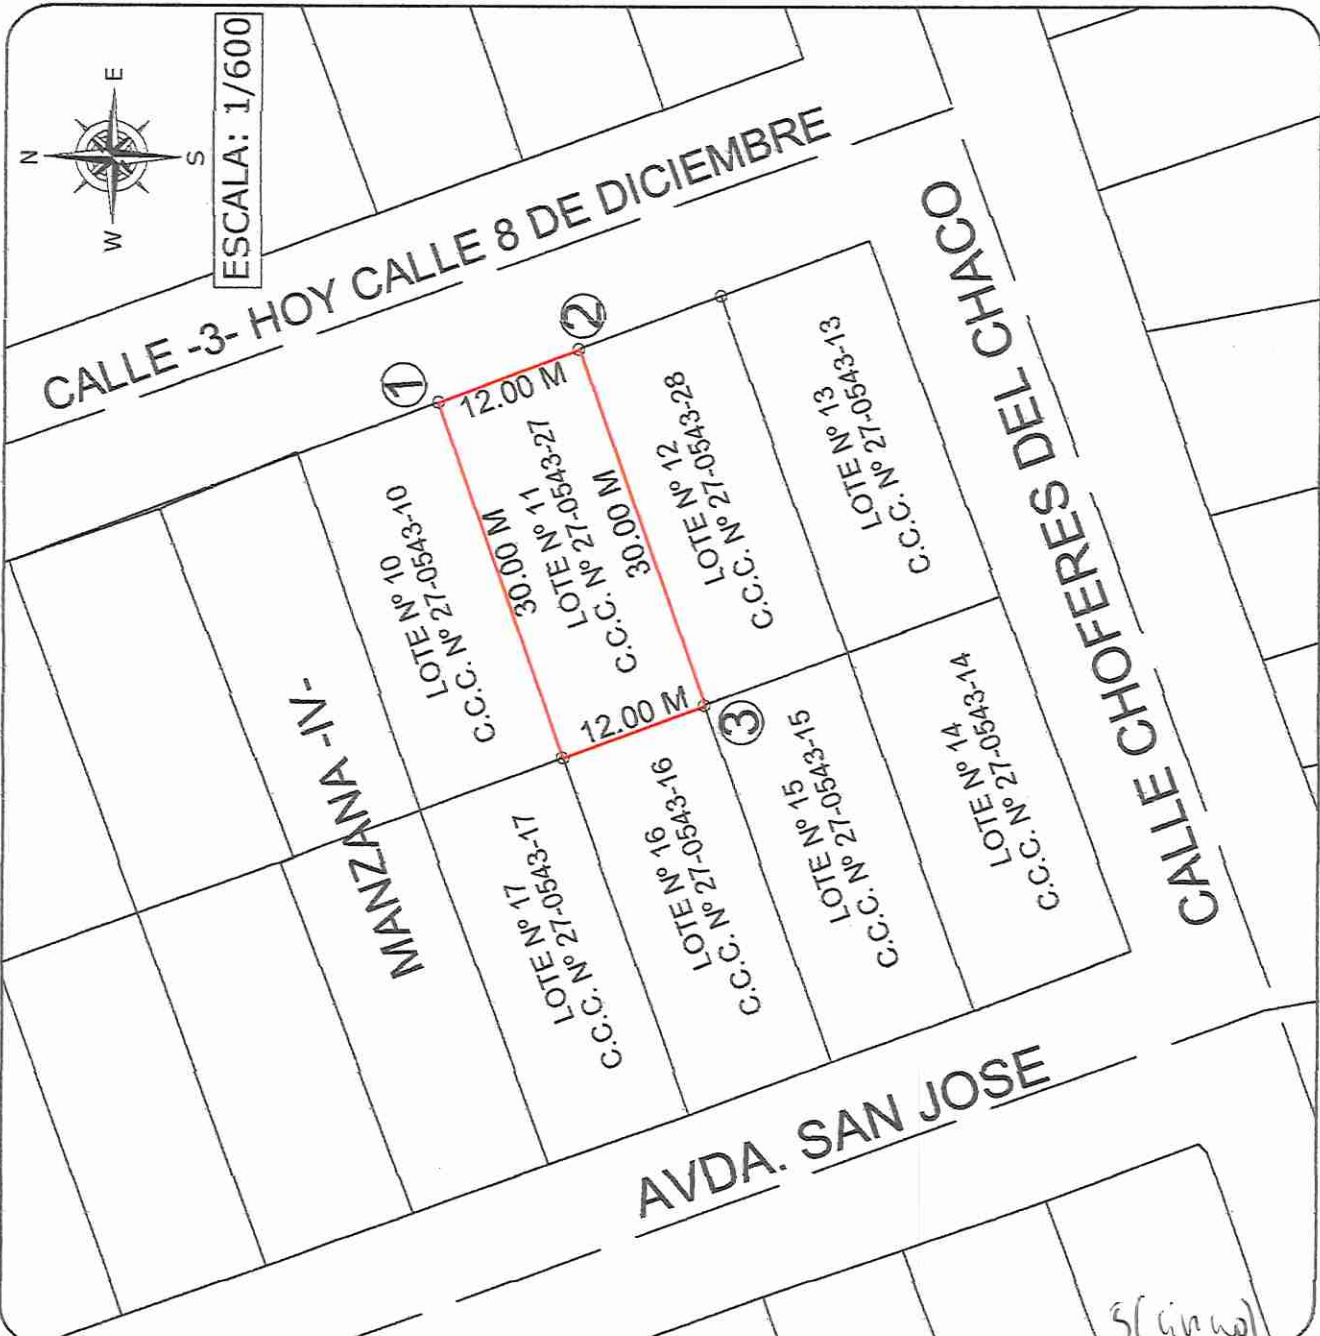 N
W
E
S
ESCALA: 1/600
CALLE -3- HOY CALLE 8 DE DICIEMBRE
1
2
12.00 M
30.00 M
LOTE Nº 11
C.C.C. Nº 27-0543-27
30.00 M
12.00 M
3
LOTE Nº 10
C.C.C. Nº 27-0543-10
LOTE Nº 12
C.C.C. Nº 27-0543-28
LOTE Nº 13
C.C.C. Nº 27-0543-13
MANZANA -IV-
LOTE Nº 17
C.C.C. Nº 27-0543-17
LOTE Nº 16
C.C.C. Nº 27-0543-16
LOTE Nº 15
C.C.C. Nº 27-0543-15
LOTE Nº 14
C.C.C. Nº 27-0543-14
CALLE CHOFERES DEL CHACO
AVDA. SAN JOSE